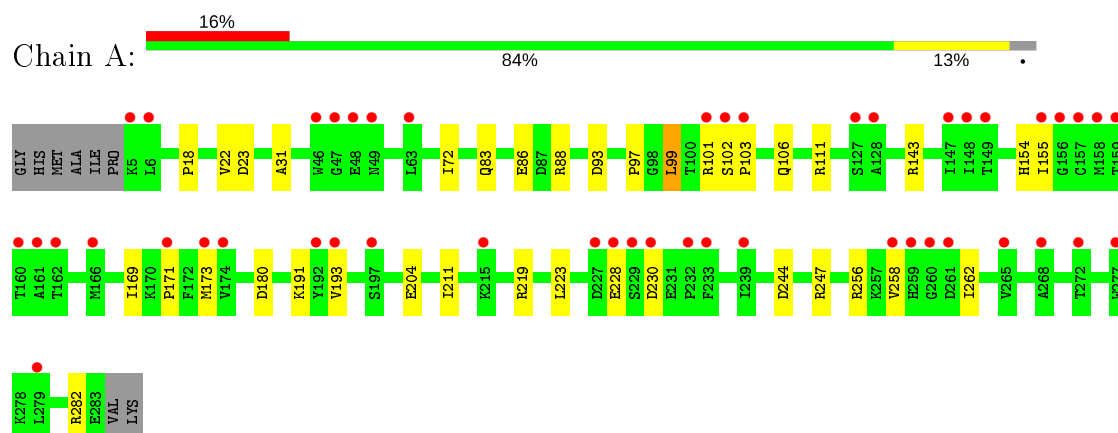 16%
Chain A:
84% 13% •
GLY HIS MET ALA ILE PRO K5 L6 P18 V22 D23 A31 W46 G47 E48 N49 L63 I72 Q83 E86 D87 R88 D93 P97 G98 L99 T100 R101 S102 P103 Q106 R111 S127 A128 R143 I147 I148 T149 H154 I155 G156 C157 M158 T159
T160 A161 T162 M166 I169 K170 P171 F172 M173 V174 D180 K191 Y192 V193 S197 E204 I211 K215 R219 L223 D227 E228 S229 D230 E231 P232 F233 I239 D244 R247 R256 K257 V258 H259 G260 D261 I262 V265 A268 T272 W277
K278 L279 R282 E283 VAL LYS